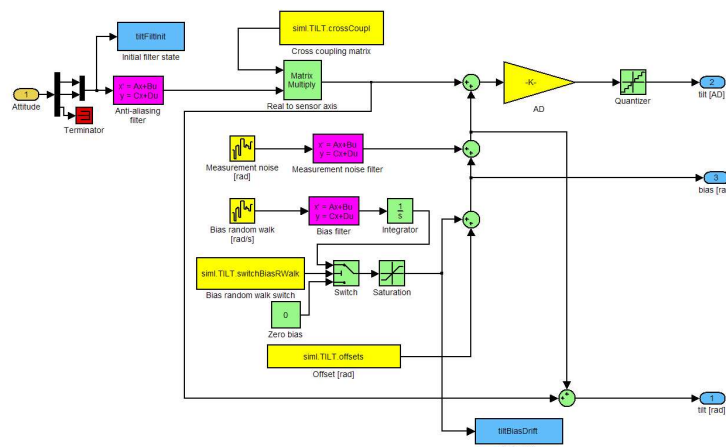 siml.TILT.crossCoupl
Cross coupling matrix
tiltFiltInit
Initial filter state
1
Attitude
Terminator
x' = Ax+Bu
y = Cx+Du
Anti-aliasing
filter
Matrix
Multiply
Real to sensor axis
-K-
AD
Quantizer
2
tilt [AD]
Measurement noise
[rad]
x' = Ax+Bu
y = Cx+Du
Measurement noise filter
3
bias [ra
Bias random walk
[rad/s]
x' = Ax+Bu
y = Cx+Du
Bias filter
1
s
Integrator
siml.TILT.switchBiasRWalk
Bias random walk switch
Switch
Saturation
0
Zero bias
siml.TILT.offsets
Offset [rad]
1
tilt [rad]
tiltBiasDrift